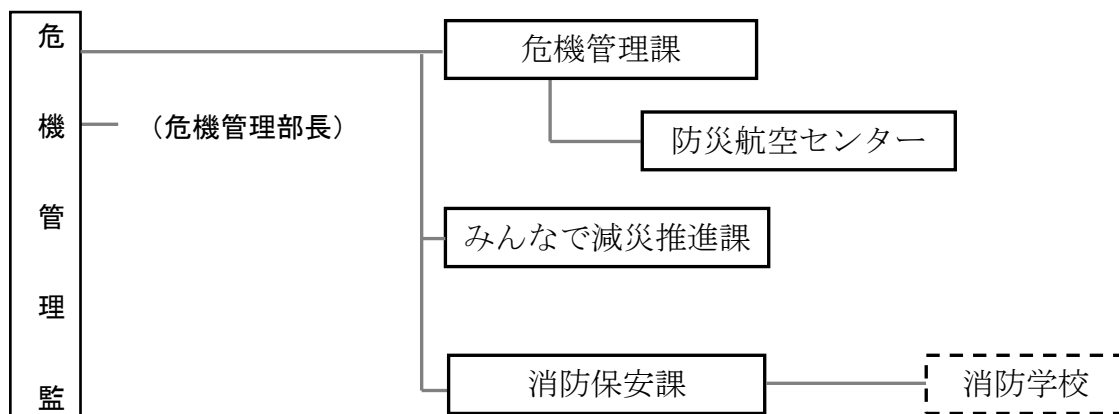 危機管理監
危機管理課
（危機管理部長）
防災航空センター
みんなで減災推進課
消防保安課
消防学校